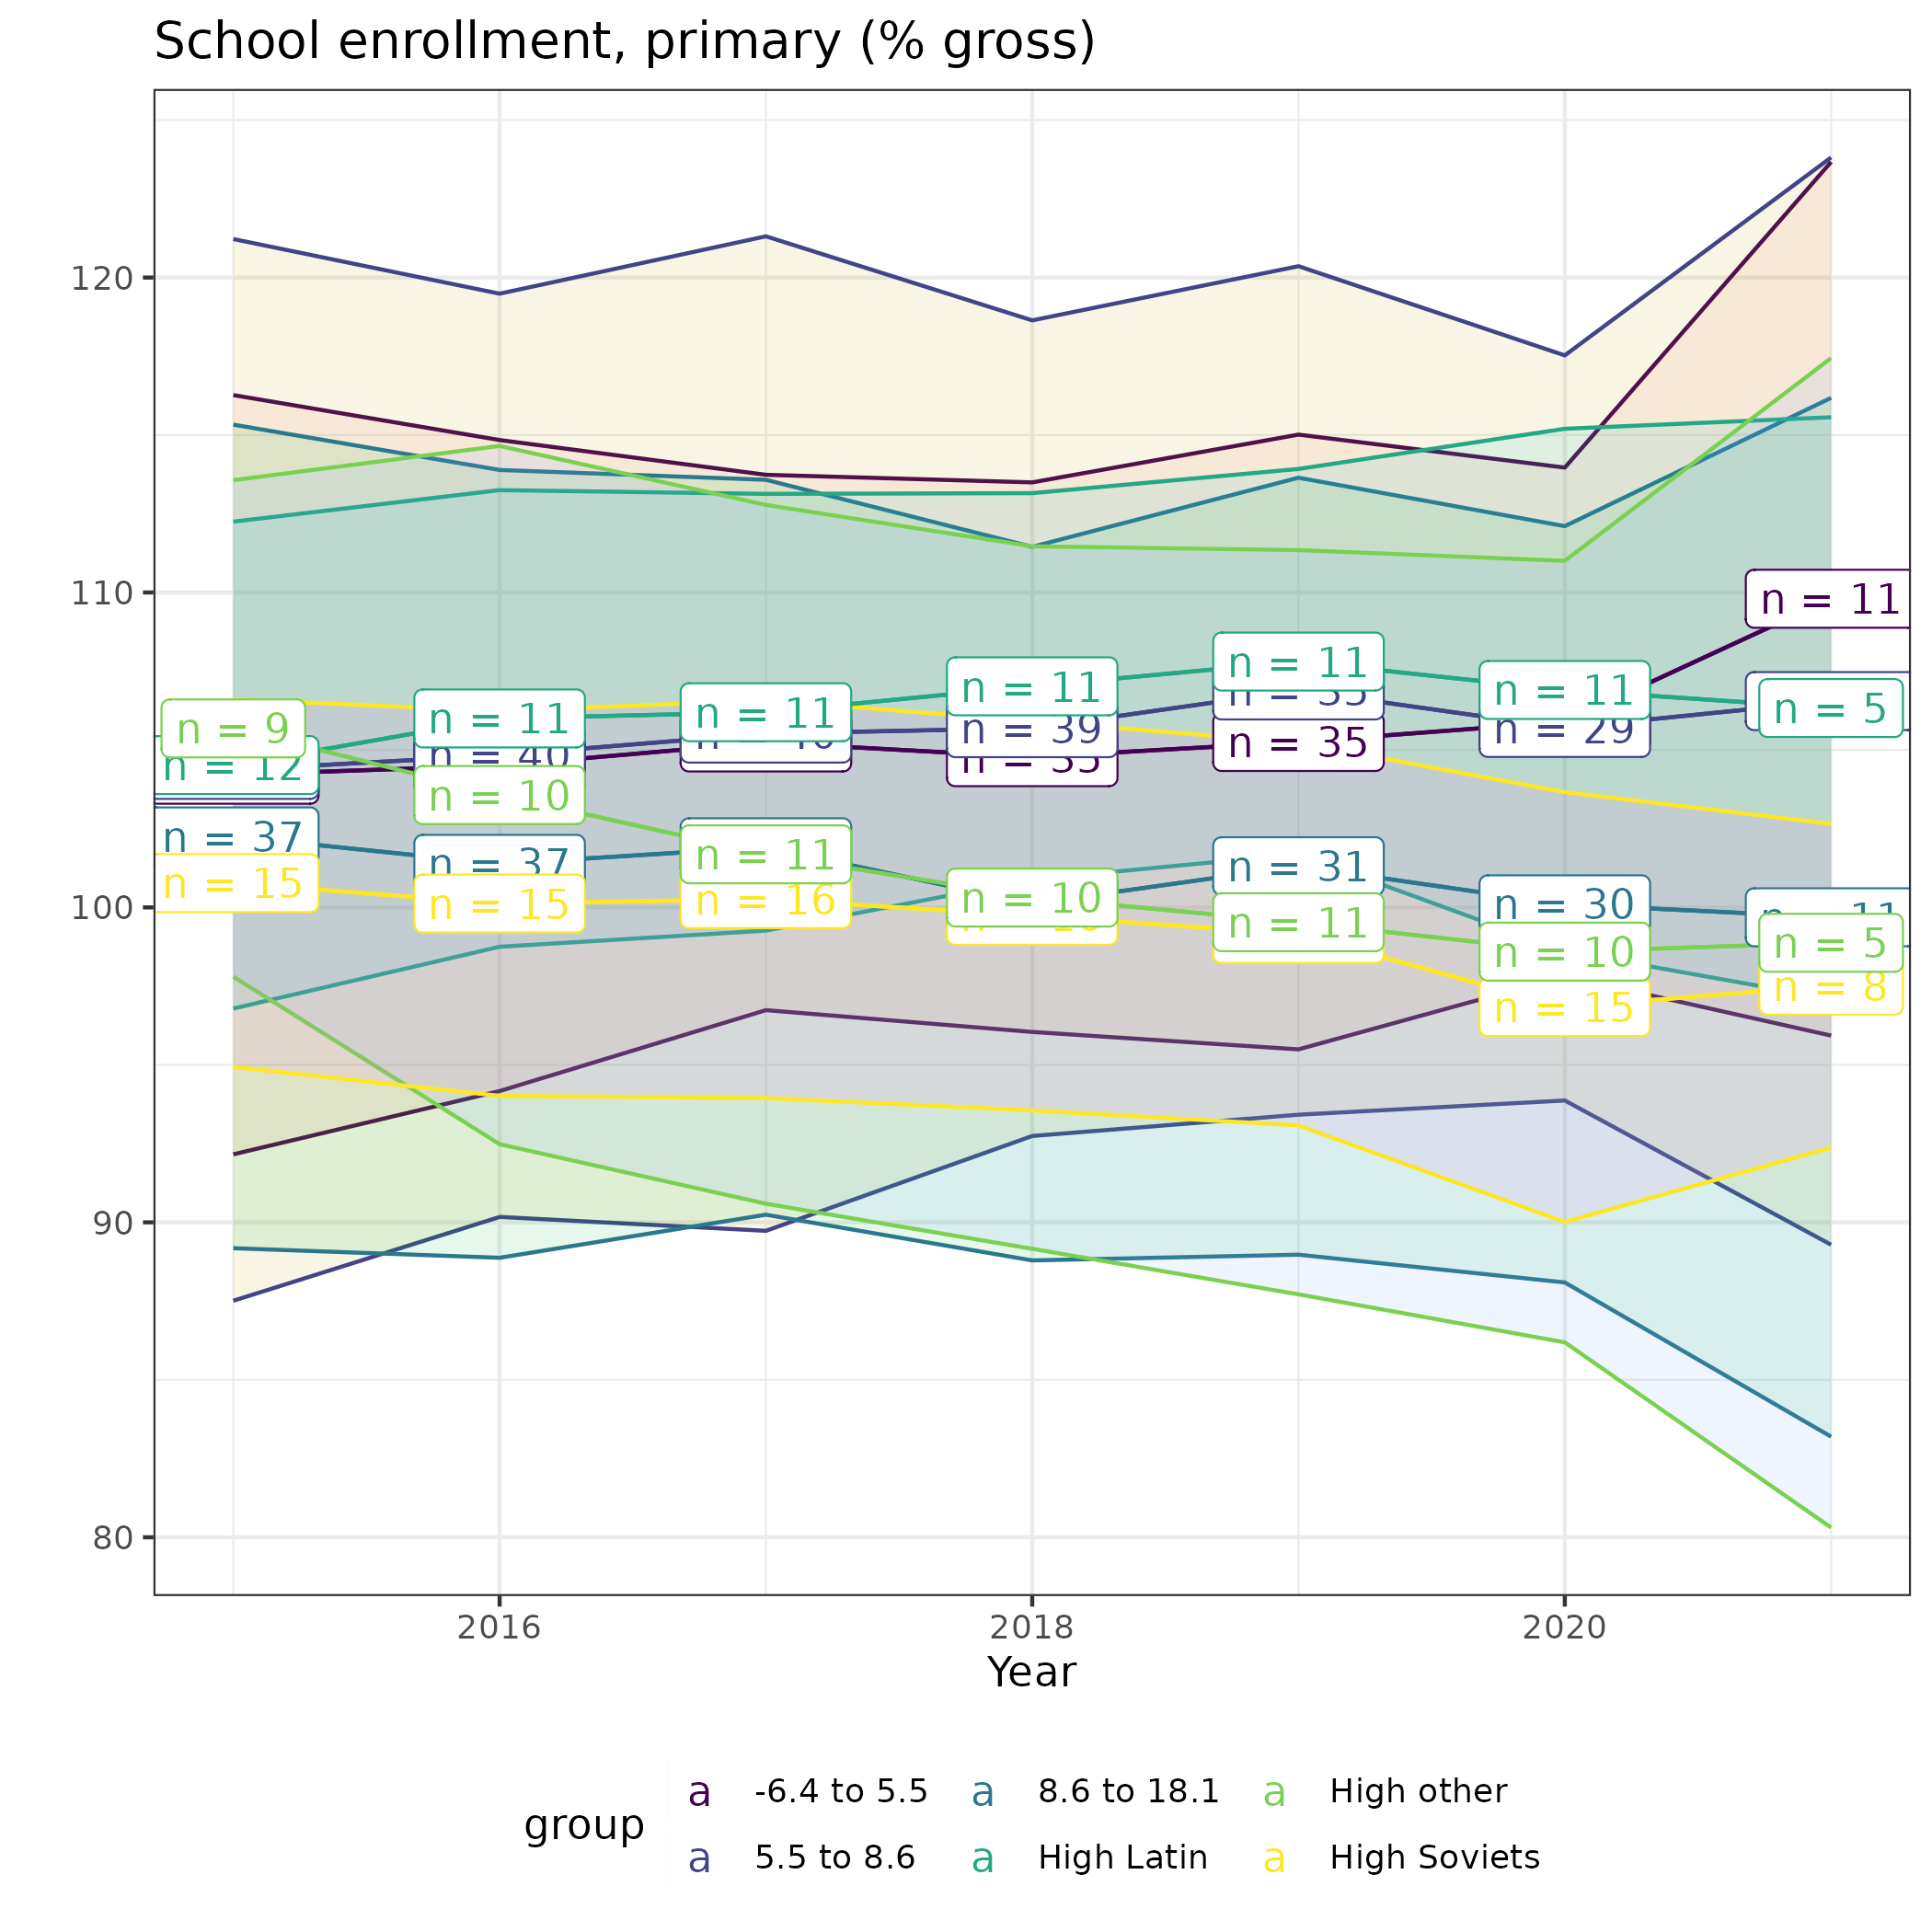 School enrollment, primary (% gross)
120
110
n = 11
n = 11
n = 11
n = 11
n = 11
n = 11
n = 5
n = 9
n = 12
n = 40
n = 39
n = 35
n = 29
n = 10
n = 37
n = 37
n = 11
n = 31
n = 30
n = 15
n = 15
n = 16
n = 10
n = 11
n = 10
n = 5
n = 15
n = 8
100
90
80
2016
2018
2020
Year
group
a -6.4 to 5.5
a 8.6 to 18.1
a High other
a 5.5 to 8.6
a High Latin
a High Soviets